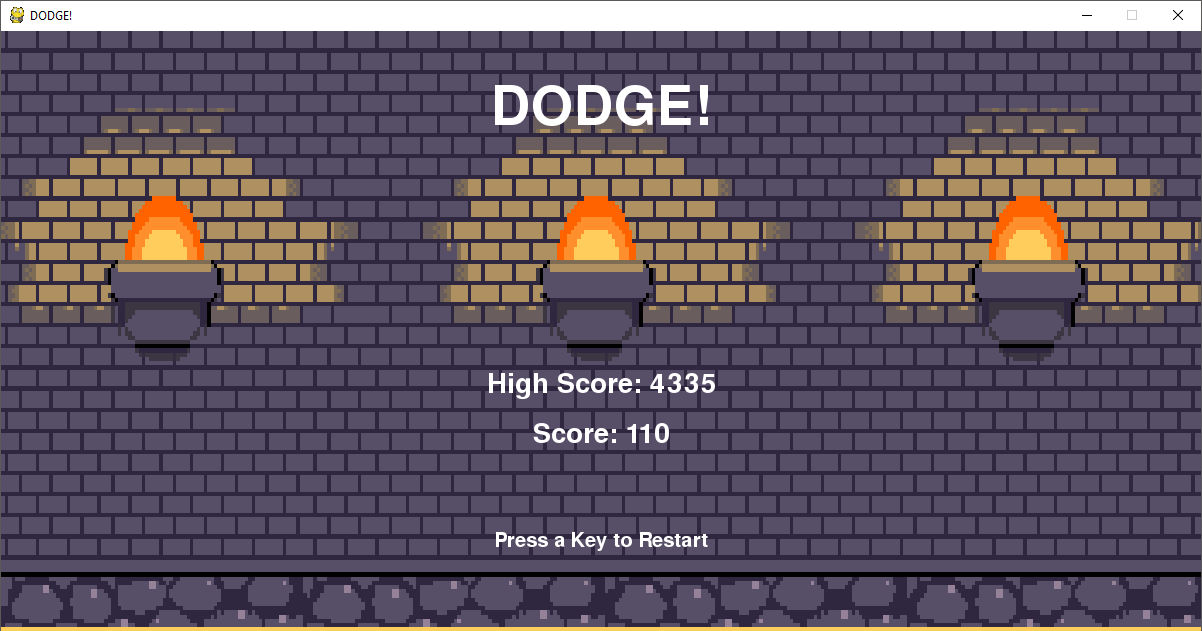 DODGE!
DODGE!
High Score: 4335
Score: 110
Press a Key to Restart